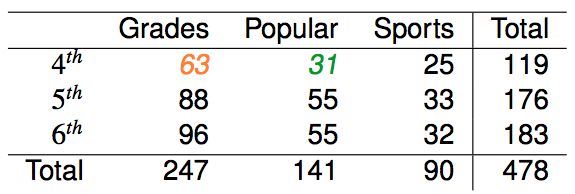 Grades Popular Sports Total
4th 63 31 25 119
5th 88 55 33 176
6th 96 55 32 183
Total 247 141 90 478